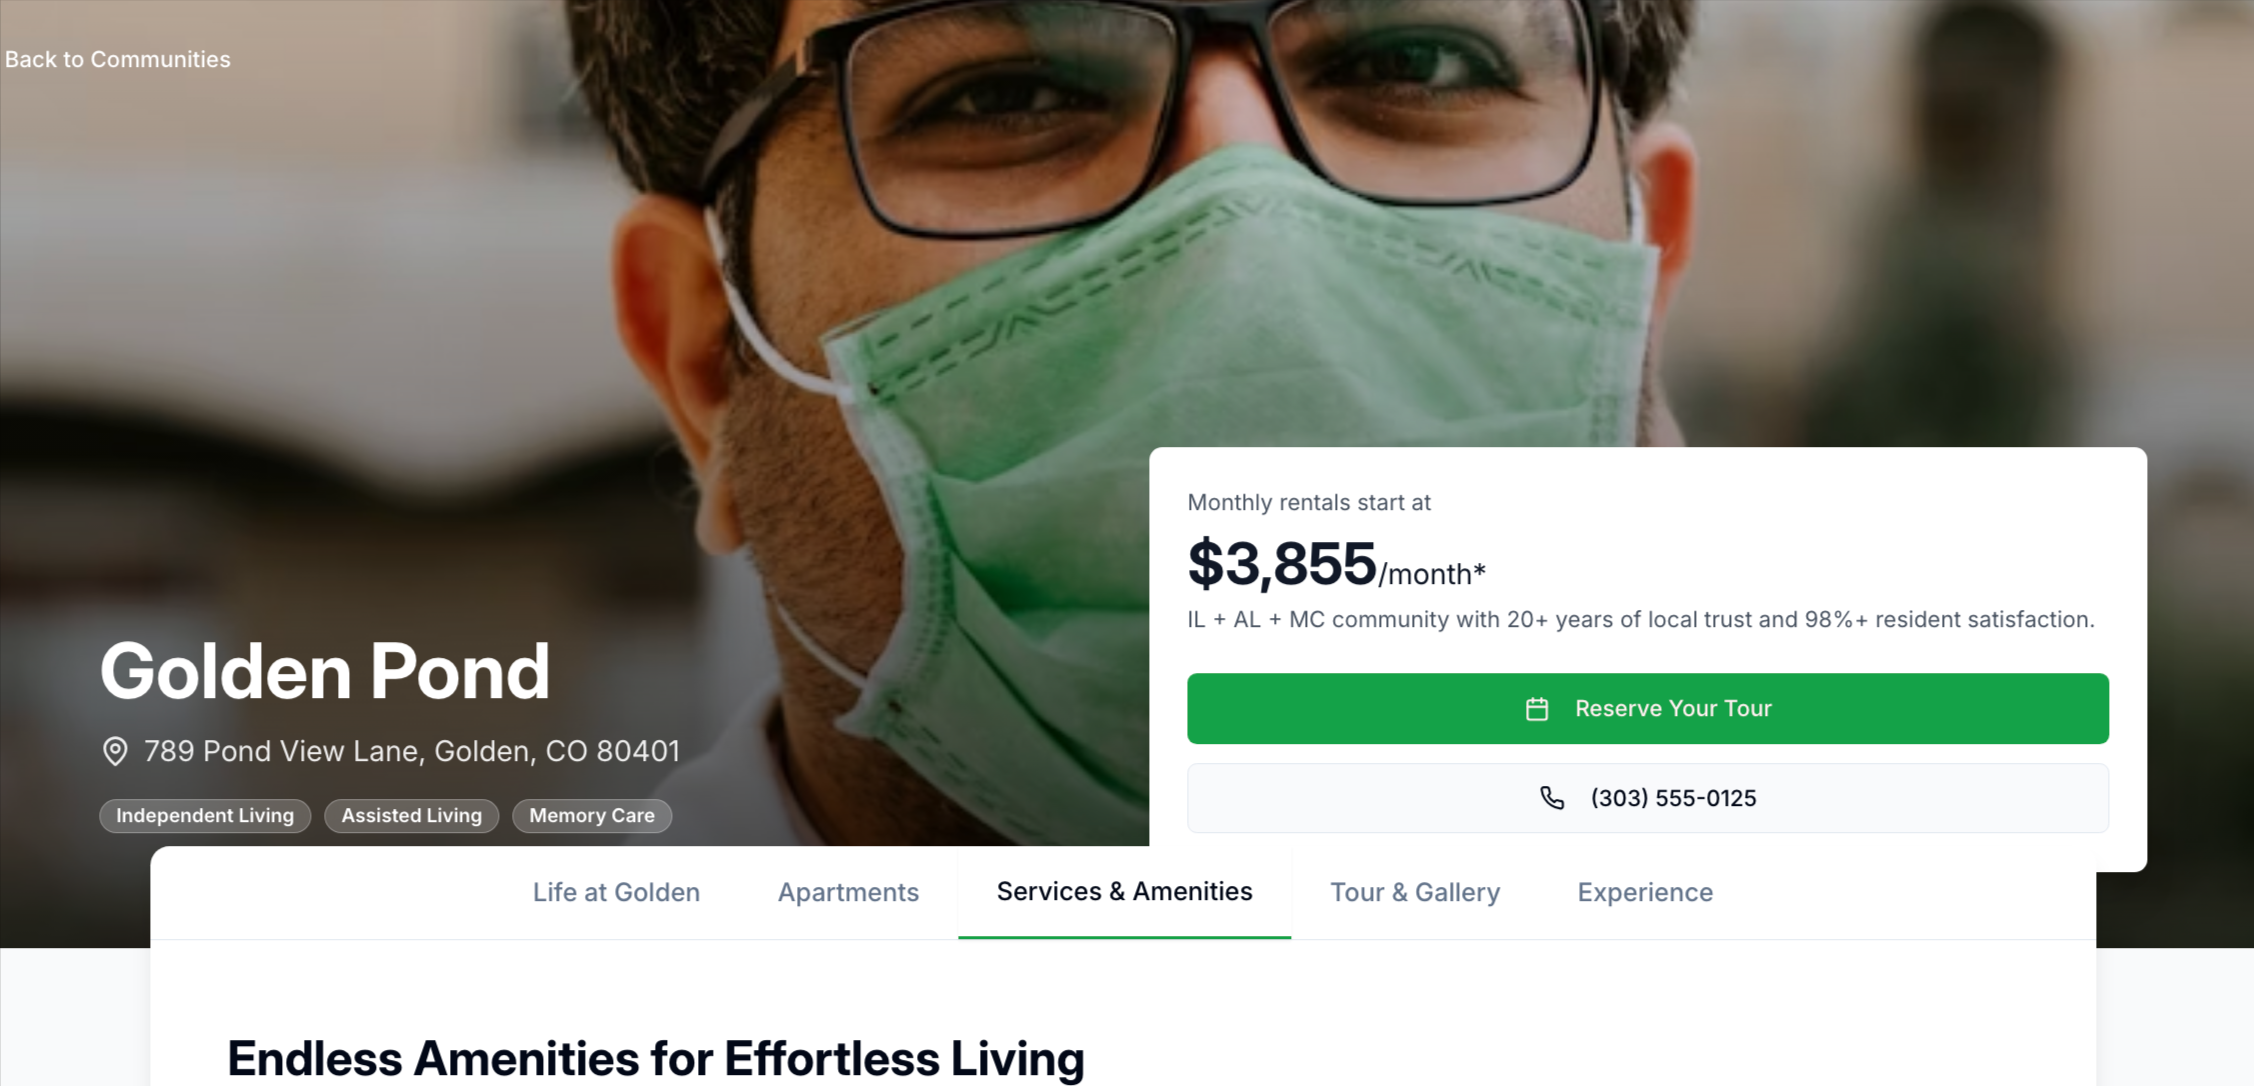 Back to Communities
Golden Pond
789 Pond View Lane, Golden, CO 80401
Independent Living
Assisted Living
Memory Care
Monthly rentals start at
$3,855/month*
IL + AL + MC community with 20+ years of local trust and 98%+ resident satisfaction.
Reserve Your Tour
(303) 555-0125
Life at Golden
Apartments
Services & Amenities
Tour & Gallery
Experience
Endless Amenities for Effortless Living